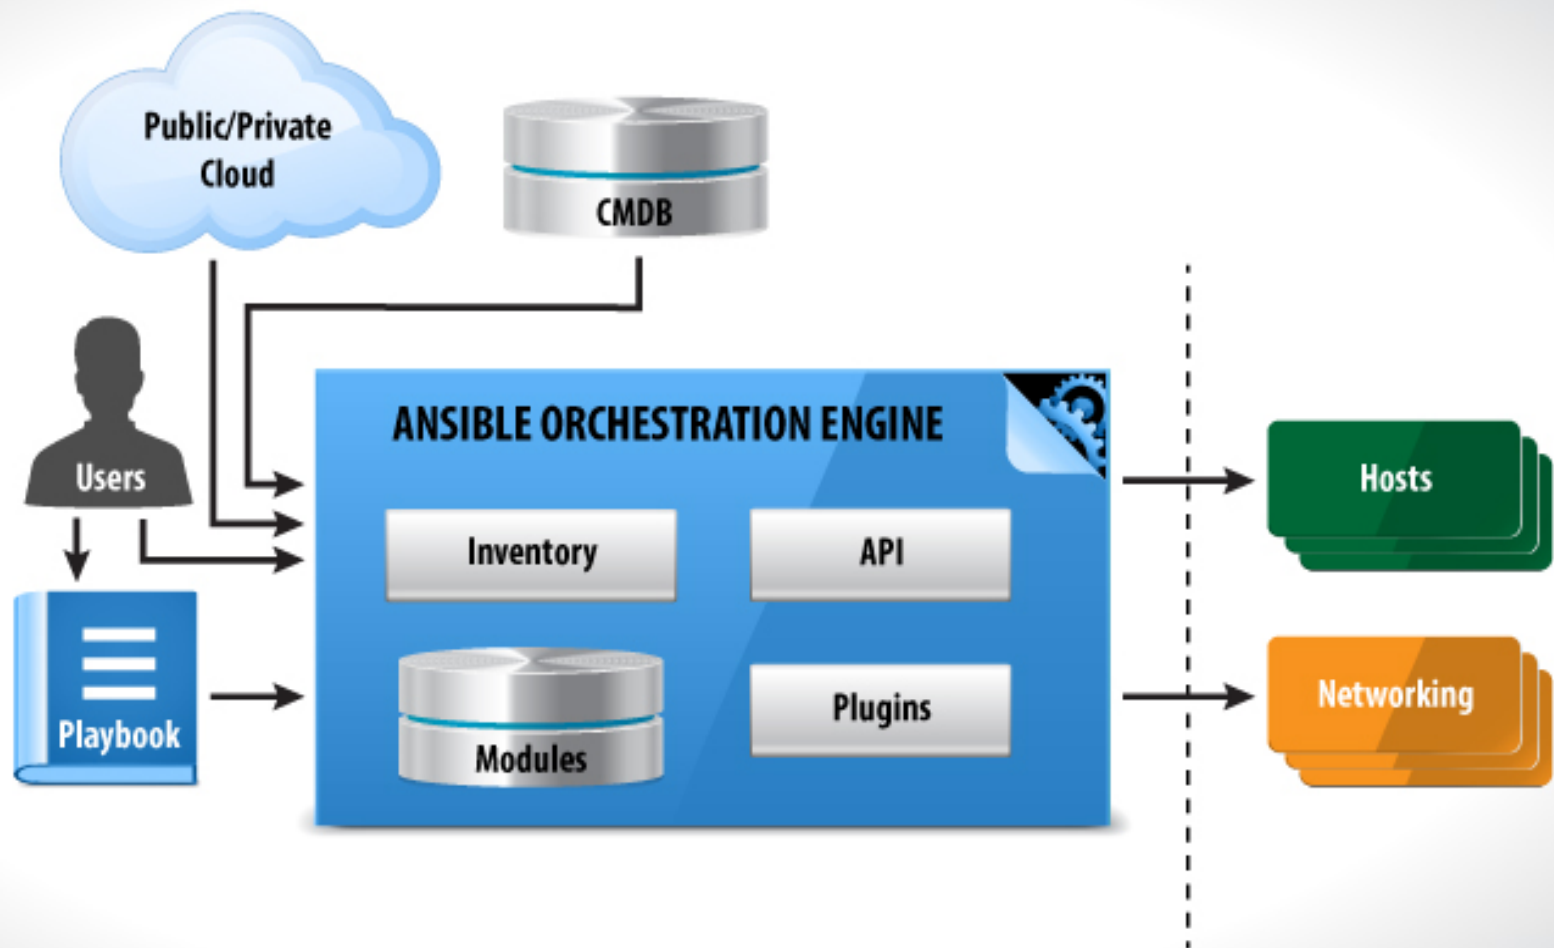 Public/Private
Cloud
CMDB
Users
ANSIBLE ORCHESTRATION ENGINE
Hosts
Inventory
API
Playbook
Modules
Plugins
Networking